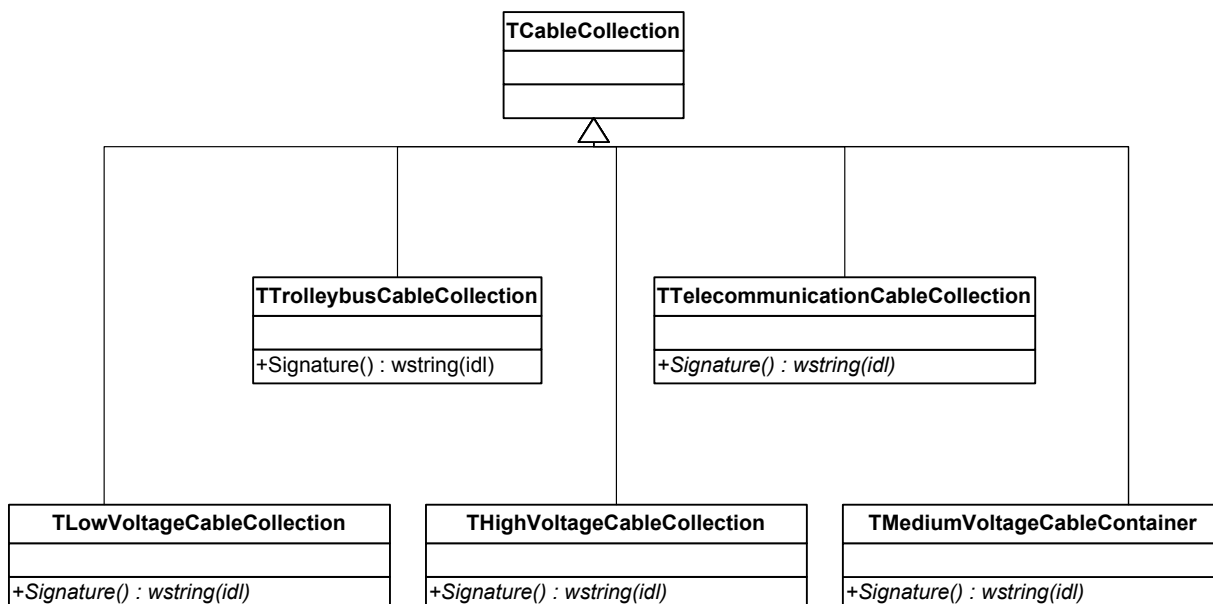 TCableCollection
TTrolleybusCableCollection
+Signature() : wstring(idl)
TTelecommunicationCableCollection
+Signature() : wstring(idl)
TLowVoltageCableCollection
+Signature() : wstring(idl)
THighVoltageCableCollection
+Signature() : wstring(idl)
TMediumVoltageCableContainer
+Signature() : wstring(idl)